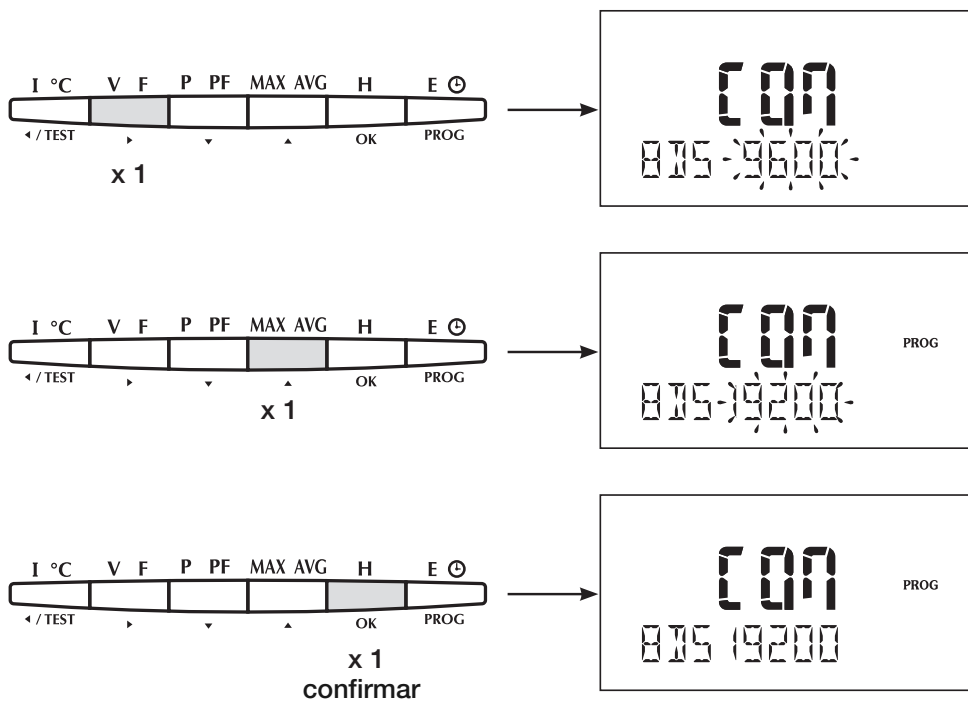 I °C V F P PF MAX AVG H E
/ TEST OK PROG
x 1
COM
BDS 9600
I °C V F P PF MAX AVG H E
/ TEST OK PROG
x 1
COM
PROG
BDS 19200
I °C V F P PF MAX AVG H E
/ TEST OK PROG
x 1
confirmar
COM
PROG
BDS 19200